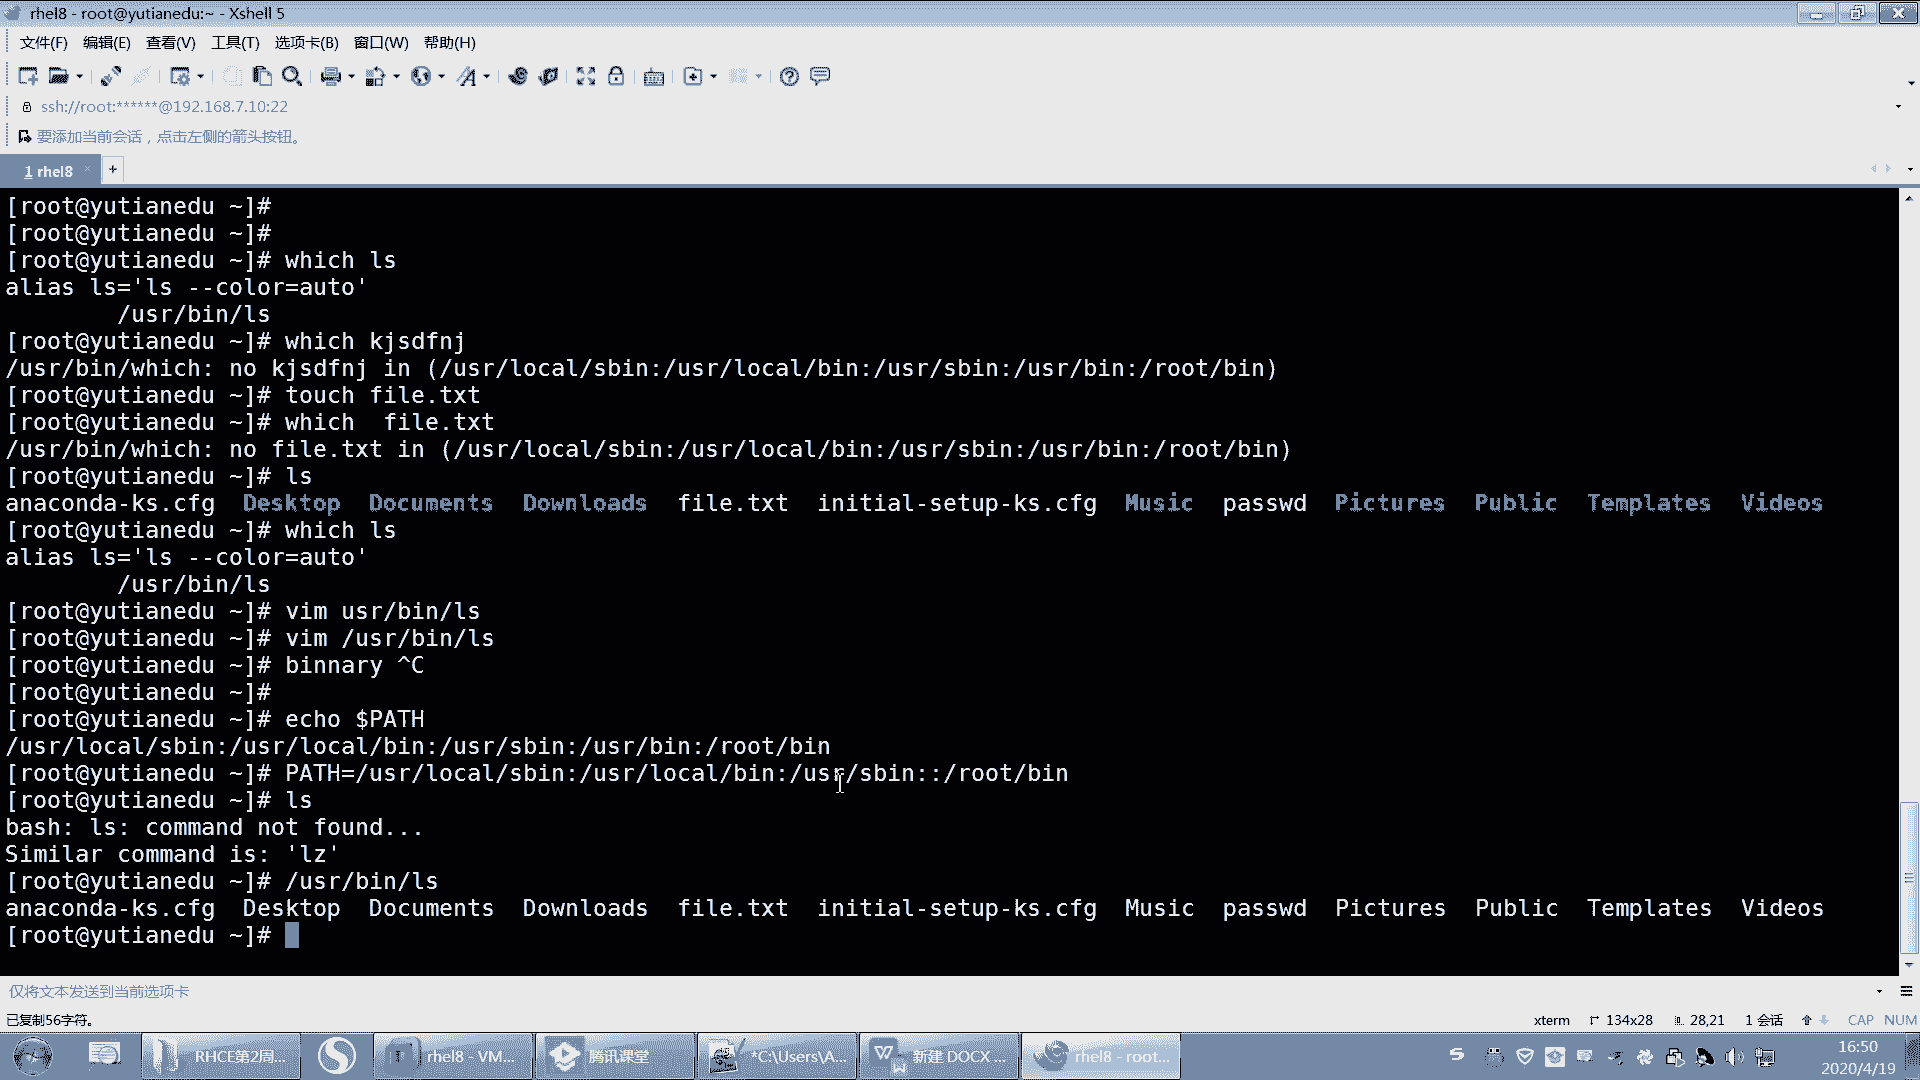 rhel8 - root@yutianedu:~ - Xshell 5
文件(F) 编辑(E) 查看(V) 工具(T) 选项卡(B) 窗口(W) 帮助(H)
ssh://root:******@192.168.7.10:22
要添加当前会话，点击左侧的箭头按钮。
1 rhel8
[root@yutianedu ~]#
[root@yutianedu ~]#
[root@yutianedu ~]# which ls
alias ls='ls --color=auto'
/usr/bin/ls
[root@yutianedu ~]# which kjsdfnj
/usr/bin/which: no kjsdfnj in (/usr/local/sbin:/usr/local/bin:/usr/sbin:/usr/bin:/root/bin)
[root@yutianedu ~]# touch file.txt
[root@yutianedu ~]# which  file.txt
/usr/bin/which: no file.txt in (/usr/local/sbin:/usr/local/bin:/usr/sbin:/usr/bin:/root/bin)
[root@yutianedu ~]# ls
anaconda-ks.cfg  Desktop  Documents  Downloads  file.txt  initial-setup-ks.cfg  Music  passwd  Pictures  Public  Templates  Videos
[root@yutianedu ~]# which ls
alias ls='ls --color=auto'
/usr/bin/ls
[root@yutianedu ~]# vim usr/bin/ls
[root@yutianedu ~]# vim /usr/bin/ls
[root@yutianedu ~]# binnary ^C
[root@yutianedu ~]#
[root@yutianedu ~]# echo $PATH
/usr/local/sbin:/usr/local/bin:/usr/sbin:/usr/bin:/root/bin
[root@yutianedu ~]# PATH=/usr/local/sbin:/usr/local/bin:/usr/sbin::/root/bin
[root@yutianedu ~]# ls
bash: ls: command not found...
Similar command is: 'lz'
[root@yutianedu ~]# /usr/bin/ls
anaconda-ks.cfg  Desktop  Documents  Downloads  file.txt  initial-setup-ks.cfg  Music  passwd  Pictures  Public  Templates  Videos
[root@yutianedu ~]#
仅将文本发送到当前选项卡
已复制56字符。 xterm 134x28 28,21 1 会话 CAP NUM
RHCE第2周... rhel8 - VM... 腾讯课堂 *C:\Users\A... 新建 DOCX ... rhel8 - root... 16:50
2020/4/19